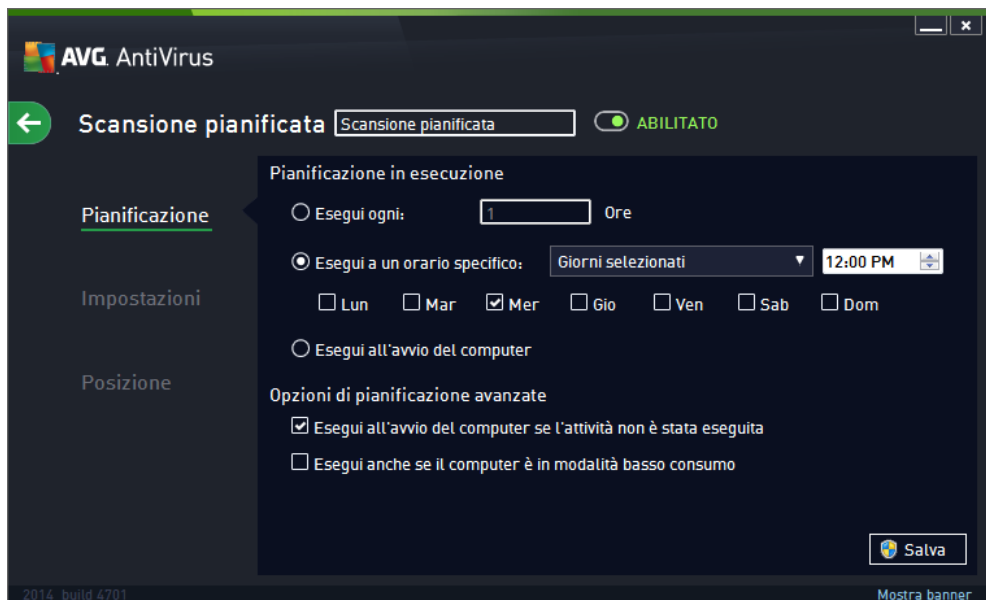 AVG. AntiVirus
Scansione pianificata Scansione pianificata ABILITATO
Pianificazione
Impostazioni
Posizione
Pianificazione in esecuzione
Esegui ogni: 1 Ore
Esegui a un orario specifico: Giorni selezionati 12:00 PM
Lun Mar Mer Gio Ven Sab Dom
Esegui all'avvio del computer
Opzioni di pianificazione avanzate
Esegui all'avvio del computer se l'attività non è stata eseguita
Esegui anche se il computer è in modalità basso consumo
Salva
2014 build 4701 Mostra banner